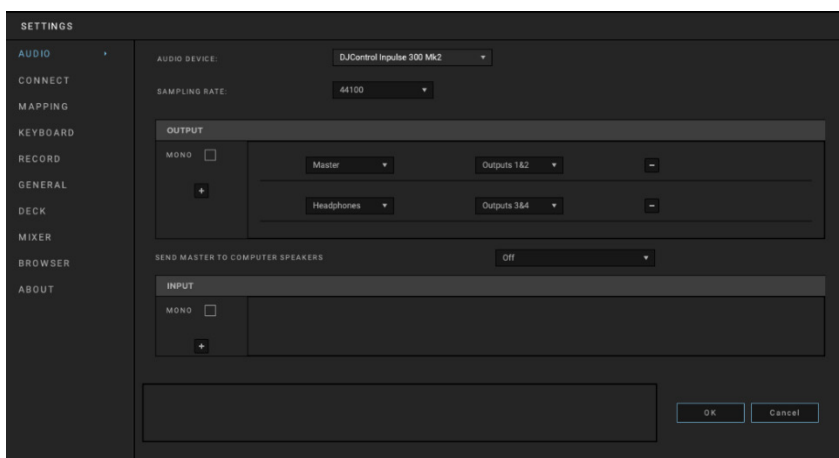 SETTINGS
AUDIO
CONNECT
MAPPING
KEYBOARD
RECORD
GENERAL
DECK
MIXER
BROWSER
ABOUT
AUDIO DEVICE: DJControl Inpulse 300 Mk2
SAMPLING RATE: 44100
OUTPUT
MONO
+
Master Outputs 1&2 −
Headphones Outputs 3&4 −
SEND MASTER TO COMPUTER SPEAKERS Off
INPUT
MONO
+
OK Cancel